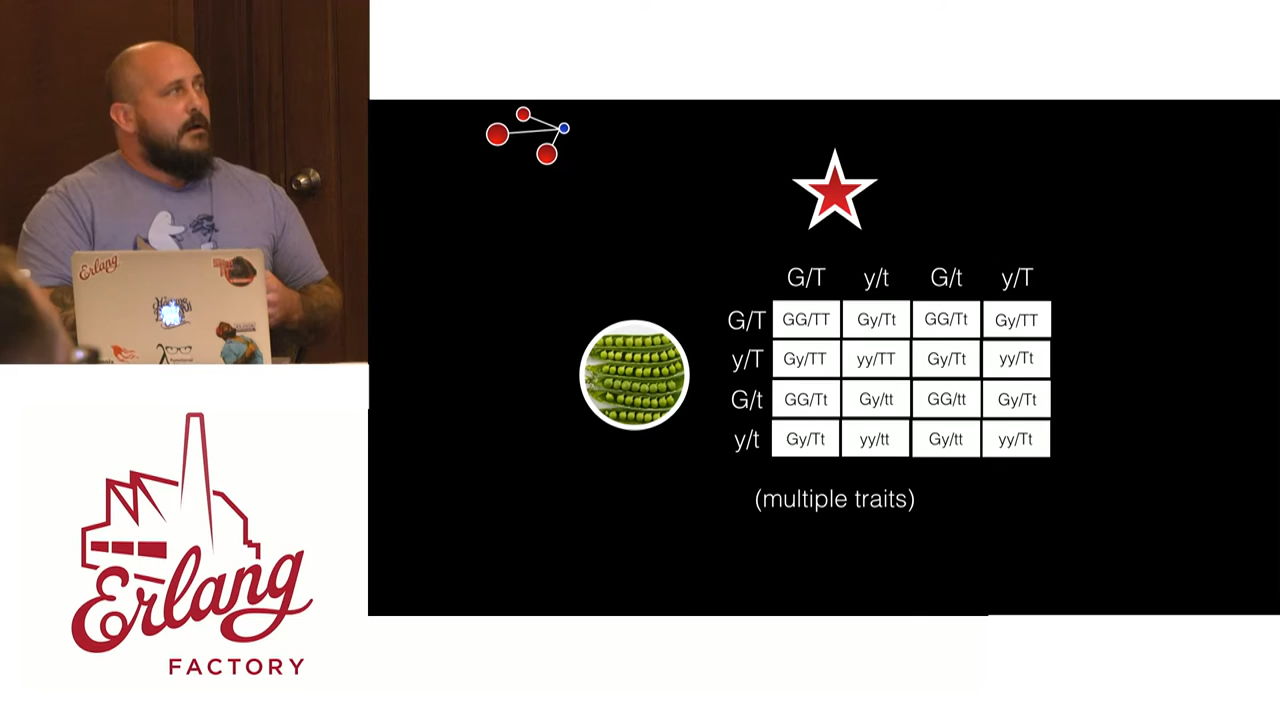 Erlang
G/T y/t G/t y/T
G/T GG/TT Gy/Tt GG/Tt Gy/TT
y/T Gy/TT yy/TT Gy/Tt yy/Tt
G/t GG/Tt Gy/tt GG/tt Gy/Tt
y/t Gy/Tt yy/tt Gy/tt yy/Tt
(multiple traits)
Erlang
FACTORY